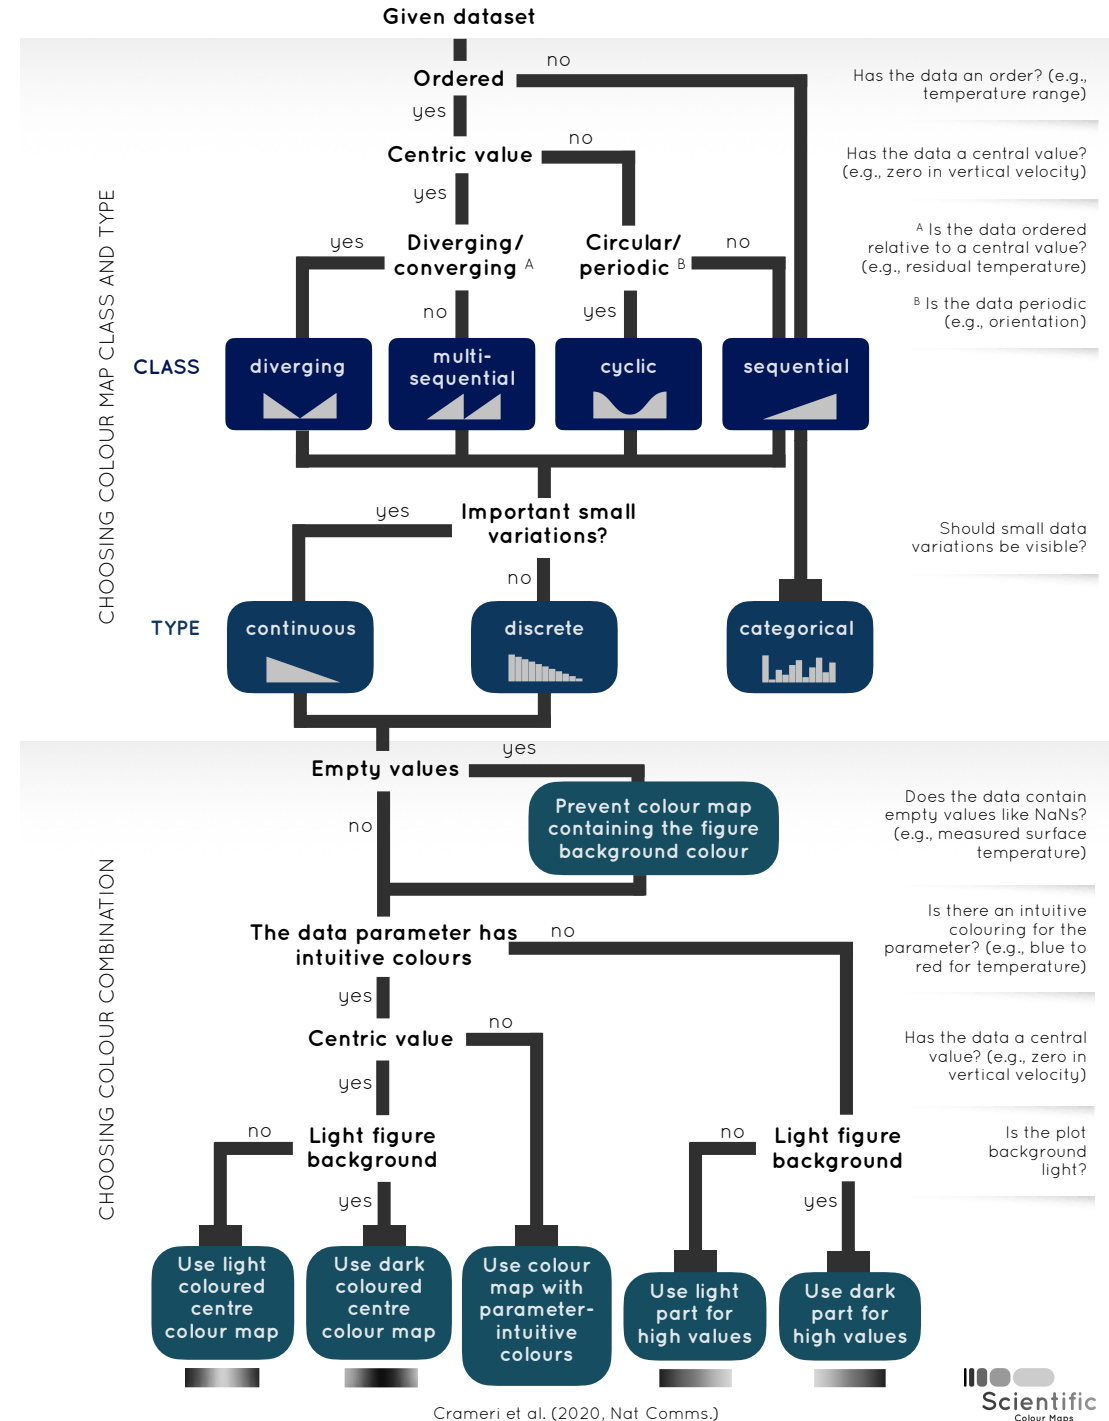 Given dataset
no
Ordered
Has the data an order? (e.g.,
temperature range)
yes
no
Centric value
Has the data a central value?
(e.g., zero in vertical velocity)
yes
yes
Diverging/
converging A
Circular/
periodic B
no
A Is the data ordered
relative to a central value?
(e.g., residual temperature)
no
yes
B Is the data periodic
(e.g., orientation)
CHOOSING COLOUR MAP CLASS AND TYPE
CLASS
diverging
multi-
sequential
cyclic
sequential
yes
Important small
variations?
Should small data
variations be visible?
no
TYPE
continuous
discrete
categorical
yes
Empty values
Prevent colour map
containing the figure
background colour
Does the data contain
empty values like NaNs?
(e.g., measured surface
temperature)
no
CHOOSING COLOUR COMBINATION
The data parameter has
intuitive colours
no
Is there an intuitive
colouring for the
parameter? (e.g., blue to
red for temperature)
yes
Centric value
no
Has the data a central
value? (e.g., zero in
vertical velocity)
yes
no
Light figure
background
no
Light figure
background
Is the plot
background
light?
yes
yes
Use light
coloured
centre
colour map
Use dark
coloured
centre
colour map
Use colour
map with
parameter-
intuitive
colours
Use light
part for
high values
Use dark
part for
high values
Crameri et al. (2020, Nat Comms.)
Scientific
Colour Maps